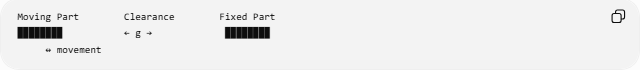 Moving Part Clearance Fixed Part
████████ ← g → ████████
↔ movement